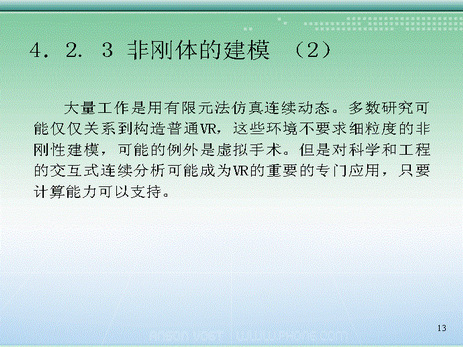 4．2．3 非刚体的建模 （2）
大量工作是用有限元法仿真连续动态。多数研究可
能仅仅关系到构造普通VR，这些环境不要求细粒度的非
刚性建模，可能的例外是虚拟手术。但是对科学和工程
的交互式连续分析可能成为VR的重要的专门应用，只要
计算能力可以支持。
13